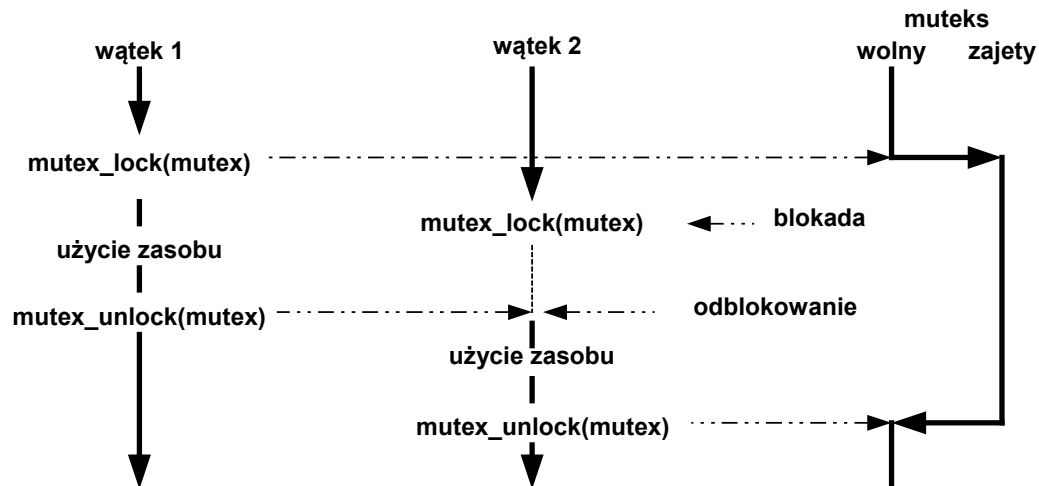 muteks
wątek 1
wątek 2
wolny
zajety
mutex_lock(mutex)
mutex_lock(mutex)
blokada
użycie zasobu
mutex_unlock(mutex)
odblokowanie
użycie zasobu
mutex_unlock(mutex)